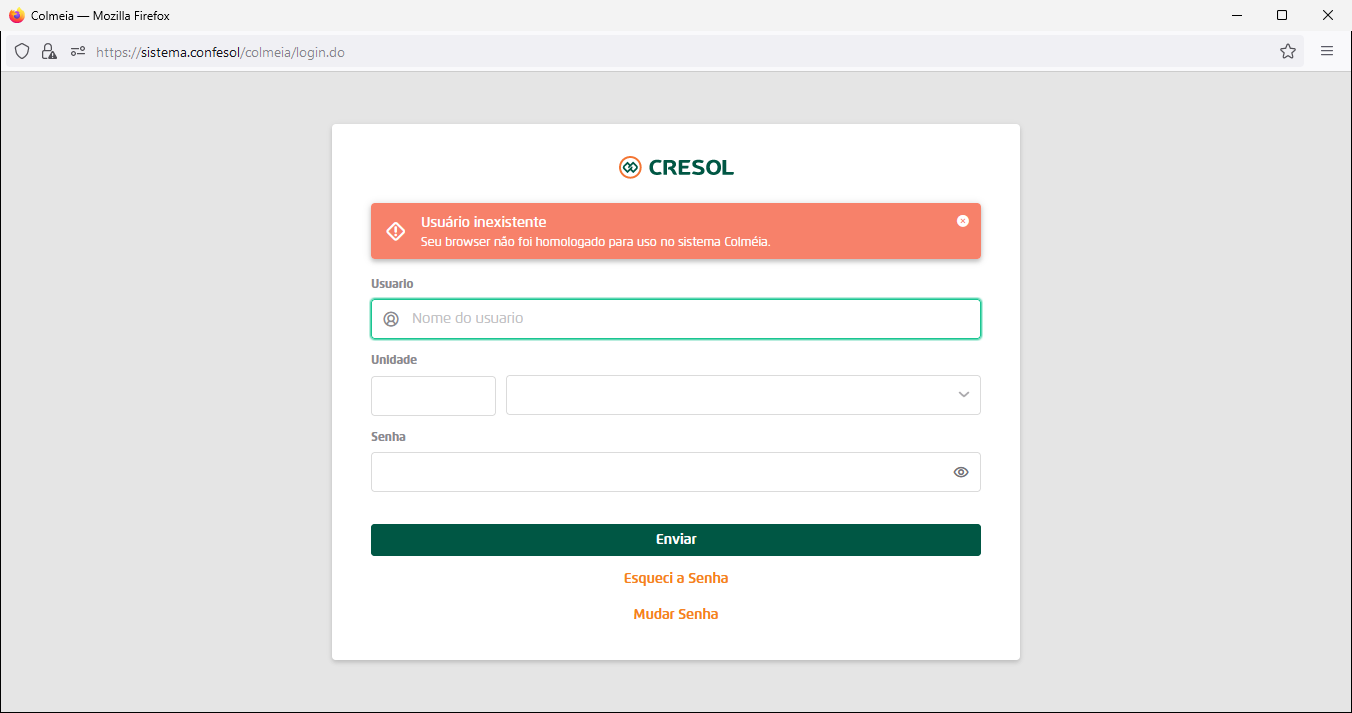 Colmeia — Mozilla Firefox
https://sistema.confesol/colmeia/login.do
CRESOL
Usuário inexistente
Seu browser não foi homologado para uso no sistema Colméia.
Usuario
Nome do usuario
Unidade
Senha
Enviar
Esqueci a Senha
Mudar Senha